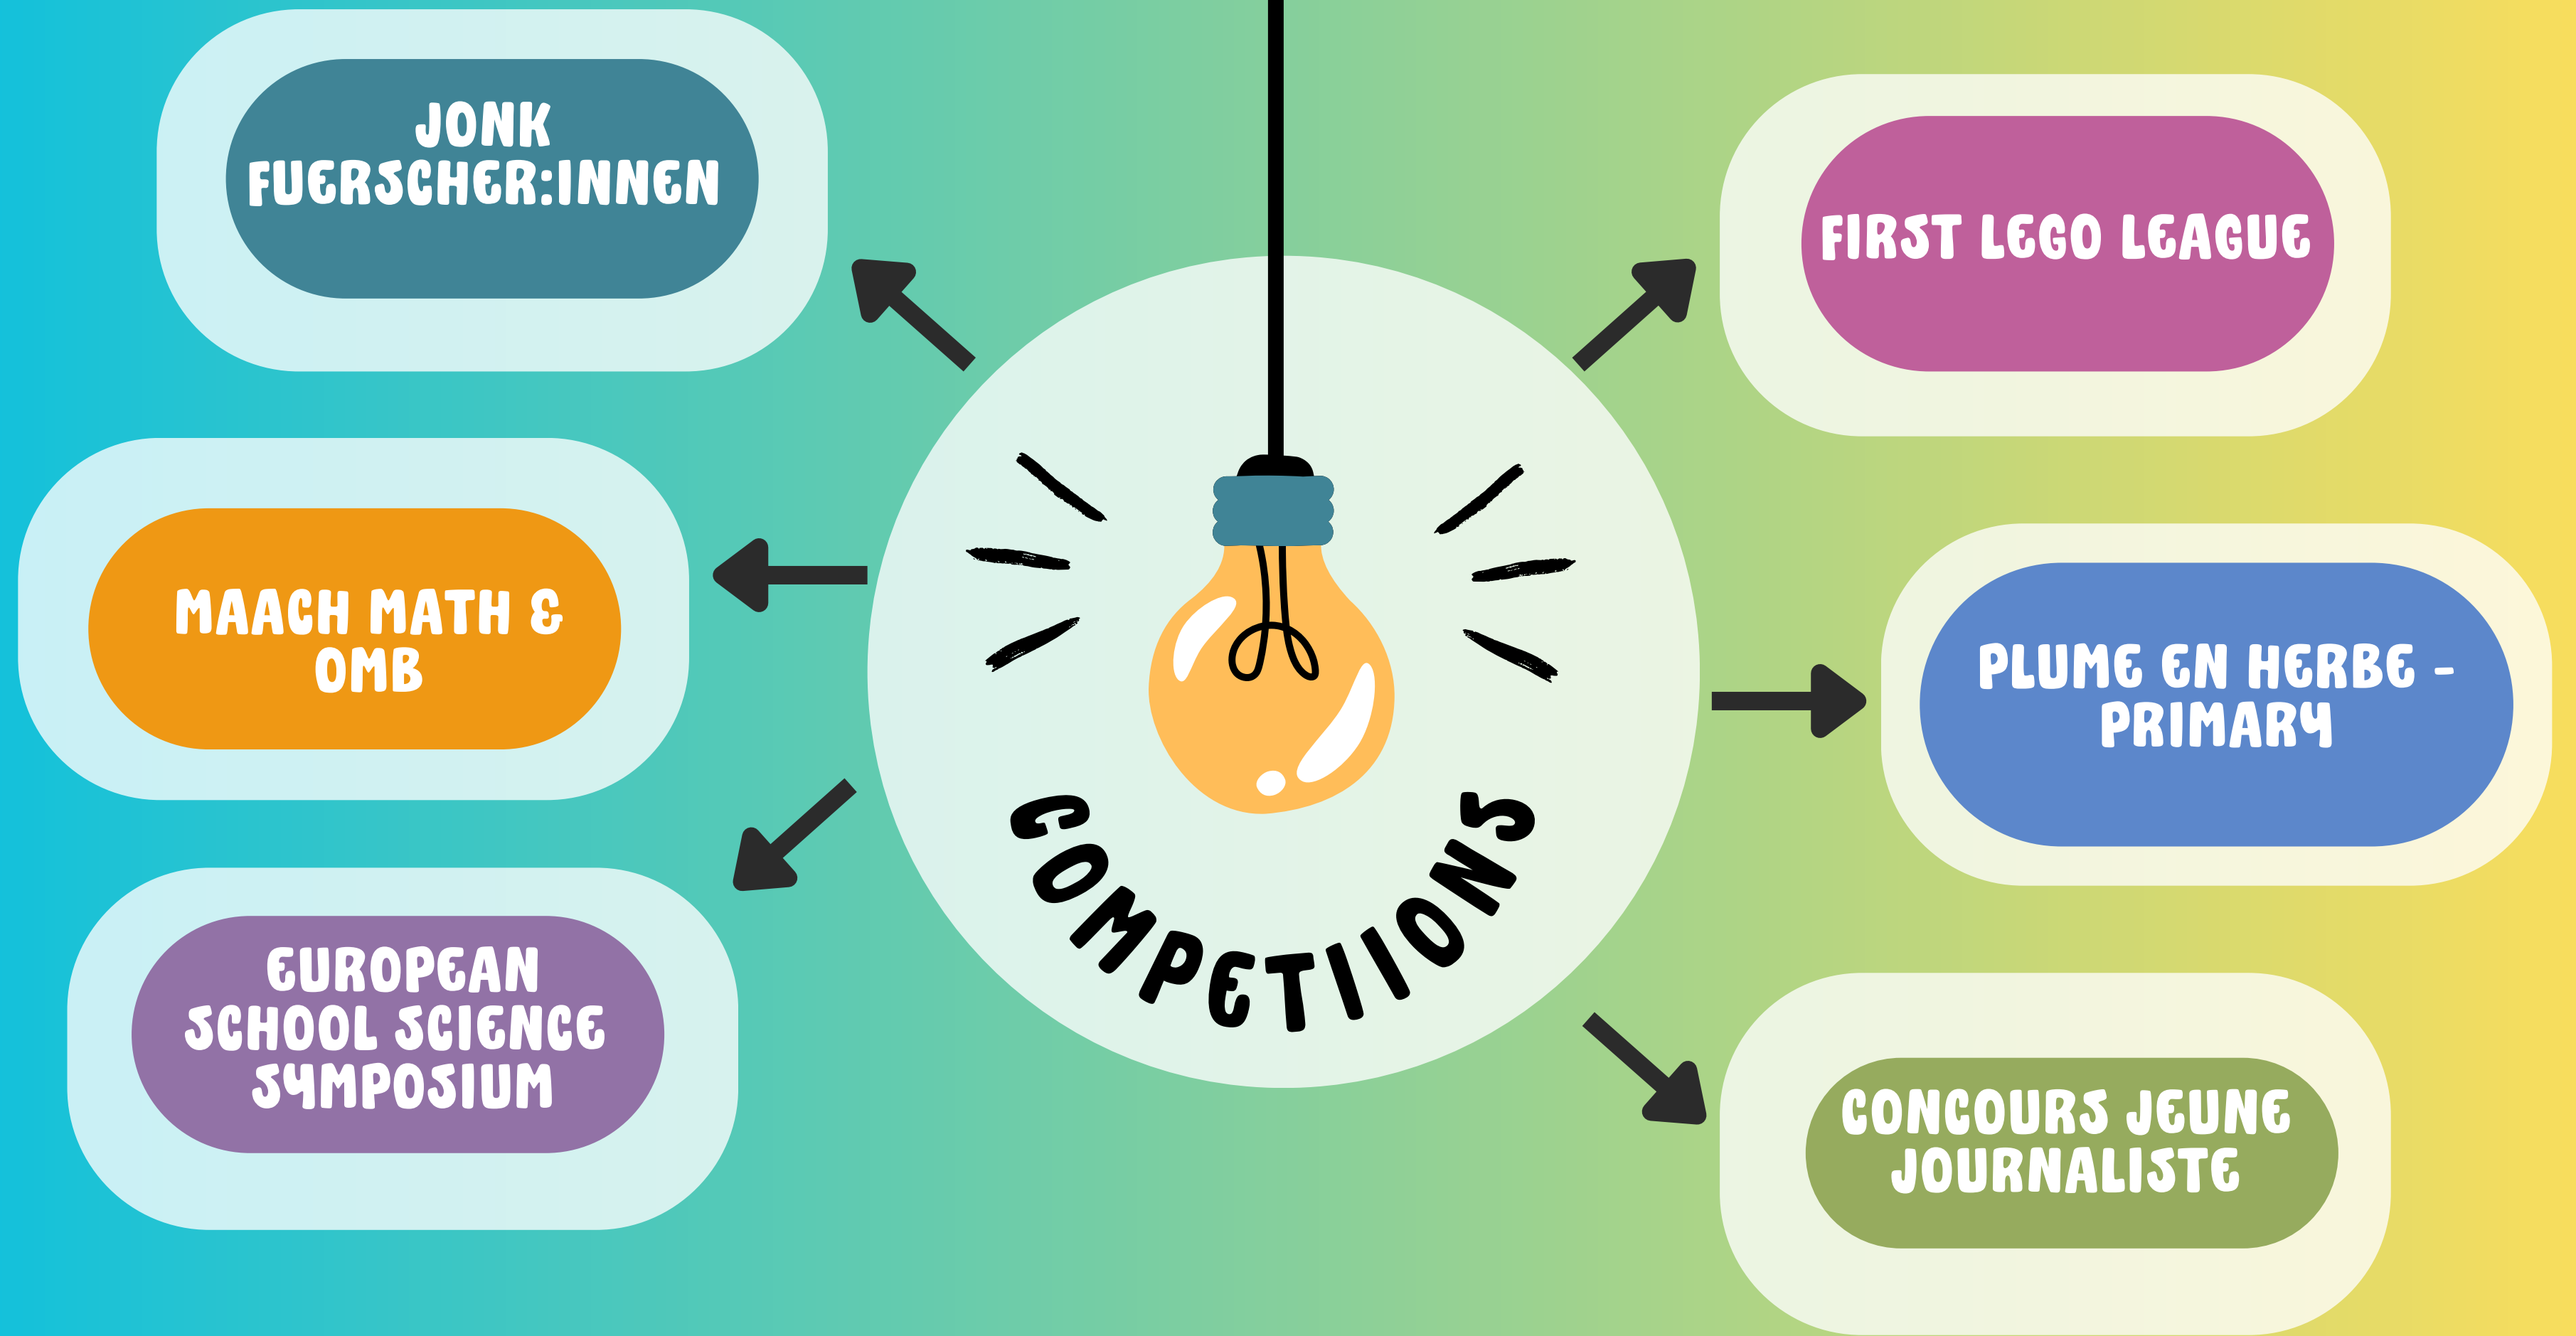 JONK
FUERSCHER:INNEN
MAACH MATH &
OMB
EUROPEAN
SCHOOL SCIENCE
SYMPOSIUM
COMPETIIONS
FIRST LEGO LEAGUE
PLUME EN HERBE -
PRIMARY
CONCOURS JEUNE
JOURNALISTE